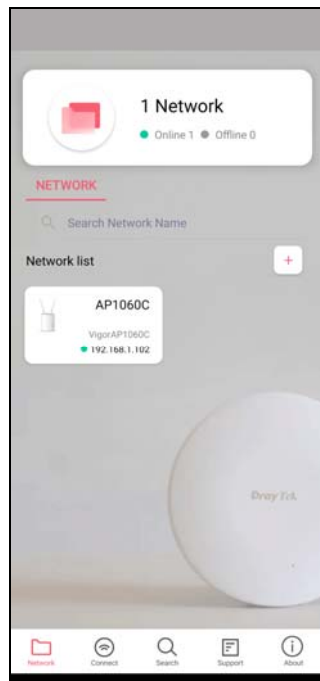 1 Network
Online 1 Offline 0
NETWORK
Search Network Name
Network list
+
AP1060C
VigorAP1060C
192.168.1.102
DrayTek
Network Connect Search Support About